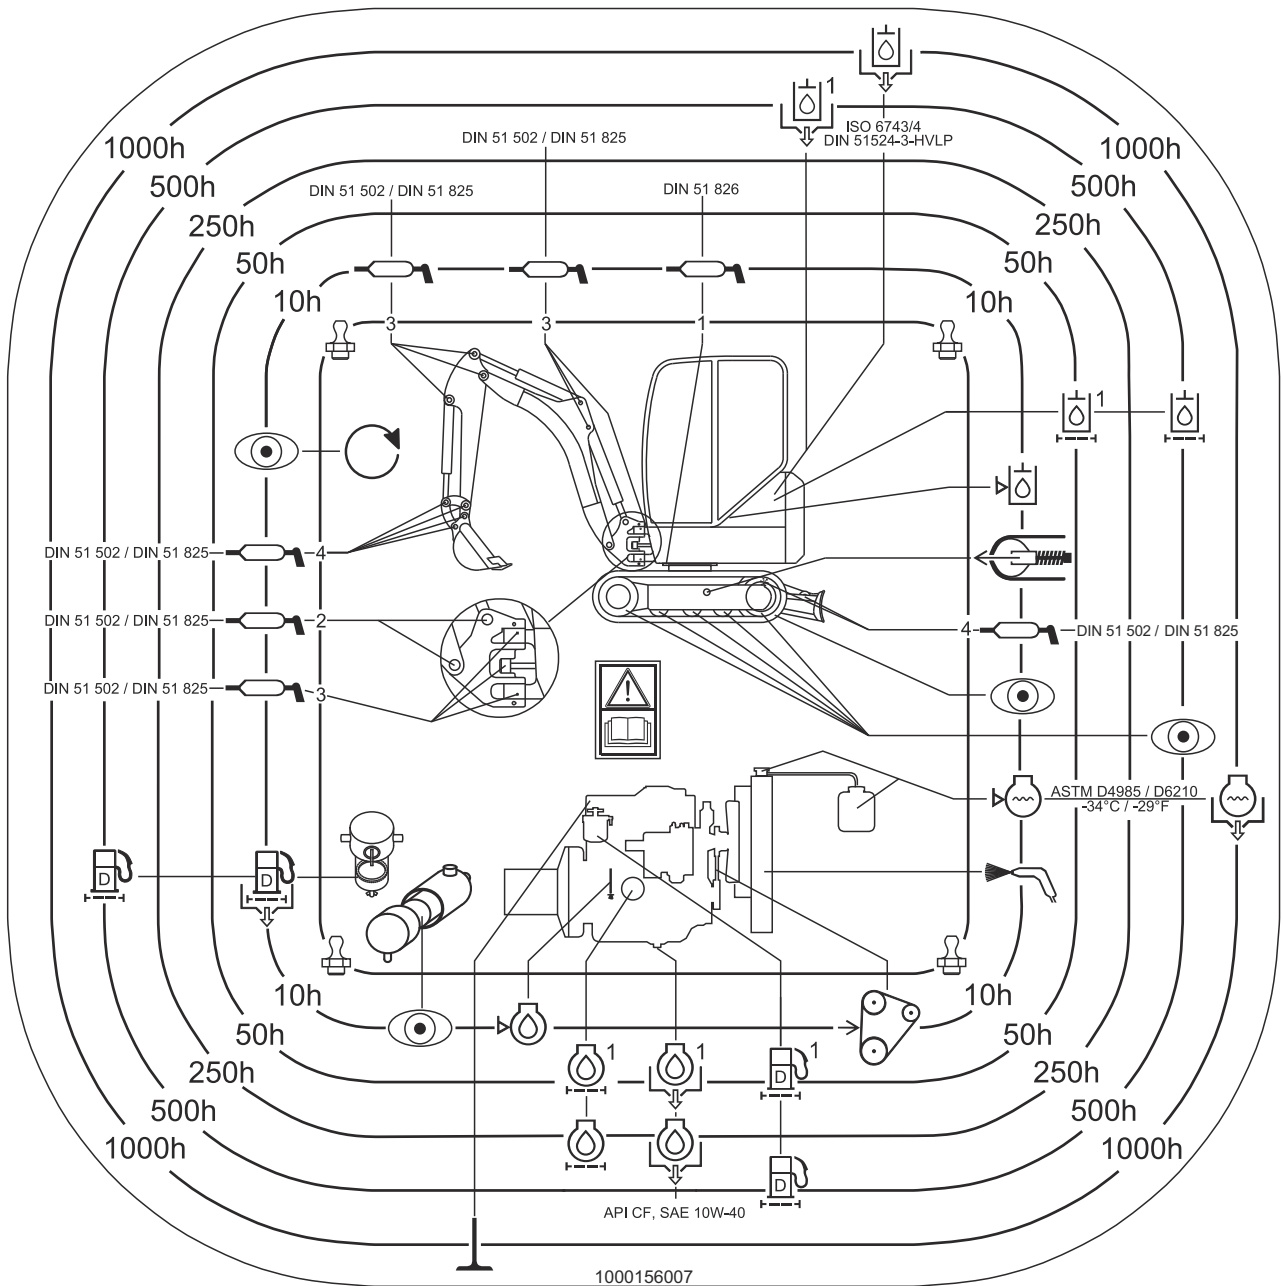 1
ISO 6743/4
DIN 51524-3-HVLP
DIN 51 502 / DIN 51 825
1000h
1000h
500h
500h
DIN 51 502 / DIN 51 825
DIN 51 826
250h
250h
50h
50h
10h
10h
3
3
1
1
DIN 51 502 / DIN 51 825
4
DIN 51 502 / DIN 51 825
2
4
DIN 51 502 / DIN 51 825
DIN 51 502 / DIN 51 825
3
ASTM D4985 / D6210
-34°C / -29°F
D
D
10h
10h
50h
50h
1
1
1
D
250h
250h
500h
500h
1000h
1000h
D
API CF, SAE 10W-40
1000156007